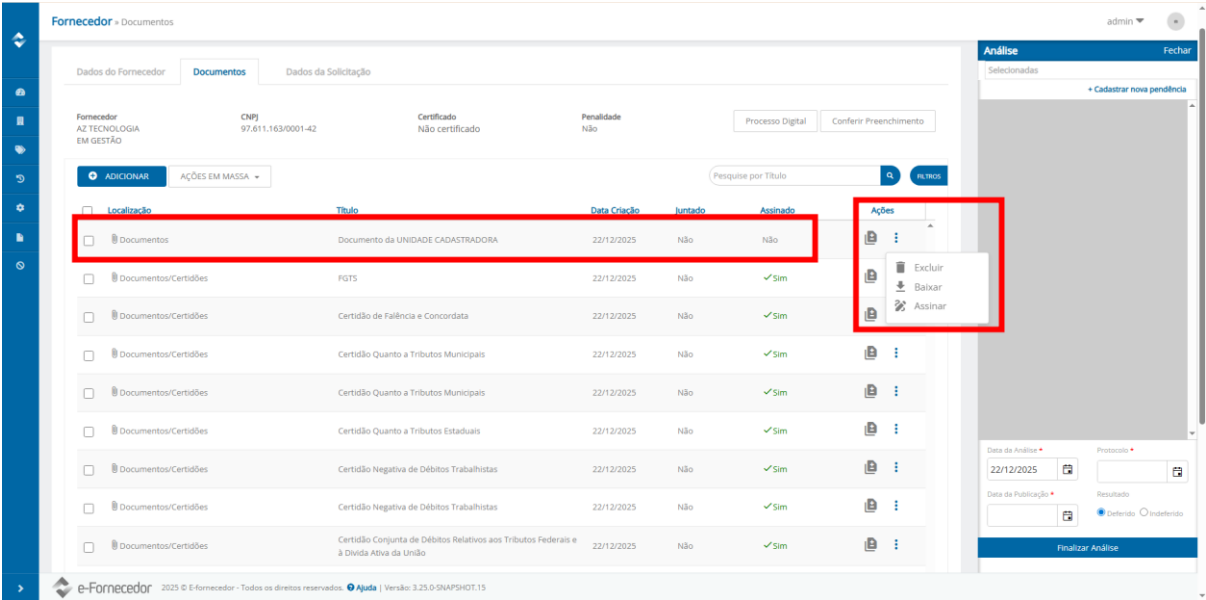 Fornecedor » Documentos
admin
Análise Fechar
Dados do Fornecedor Documentos Dados da Solicitação
Selecionadas
+ Cadastrar nova pendência
Fornecedor CNPJ Certificado Penalidade
AZ TECNOLOGIA 97.611.163/0001-42 Não certificado Não
EM GESTÃO
Processo Digital Conferir Preenchimento
ADICIONAR AÇÕES EM MASSA Pesquise por Título FILTROS
Localização Título Data Criação Juntado Assinado Ações
Documentos Documento da UNIDADE CADASTRADORA 22/12/2025 Não Não
Excluir
Baixar
Assinar
Documentos/Certidões FGTS 22/12/2025 Não Sim
Documentos/Certidões Certidão de Falência e Concordata 22/12/2025 Não Sim
Documentos/Certidões Certidão Quanto a Tributos Municipais 22/12/2025 Não Sim
Documentos/Certidões Certidão Quanto a Tributos Municipais 22/12/2025 Não Sim
Documentos/Certidões Certidão Quanto a Tributos Estaduais 22/12/2025 Não Sim
Documentos/Certidões Certidão Negativa de Débitos Trabalhistas 22/12/2025 Não Sim
Documentos/Certidões Certidão Negativa de Débitos Trabalhistas 22/12/2025 Não Sim
Documentos/Certidões Certidão Conjunta de Débitos Relativos aos Tributos Federais e 22/12/2025 Não Sim
à Divida Ativa da União
Data da Análise * Protocolo *
22/12/2025
Data da Publicação * Resultado
Deferido Indeferido
Finalizar Análise
e-Fornecedor 2025 © E-fornecedor - Todos os direitos reservados. Ajuda | Versão: 3.25.0-SNAPSHOT.15